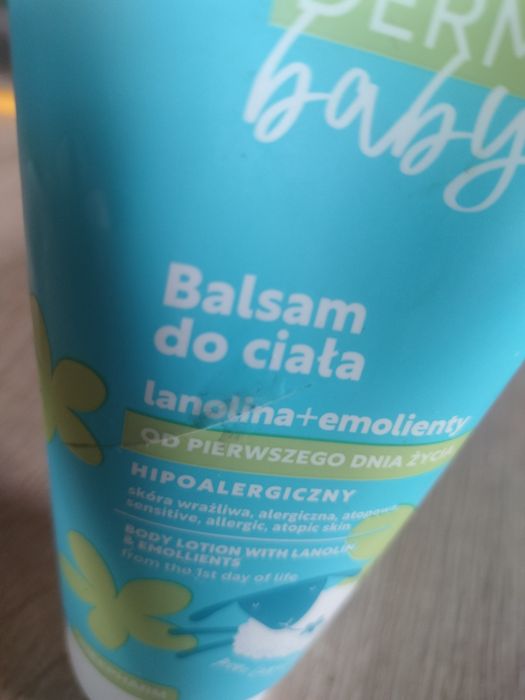 baby
Balsam
do ciała
lanolina+emolienty
OD PIERWSZEGO DNIA ŻYCIA
HIPOALERGICZNY
skóra wrażliwa, alergiczna, atopowa
sensitive, allergic, atopic skin
BODY LOTION WITH LANOLIN
& EMOLLIENTS
from the 1st day of life